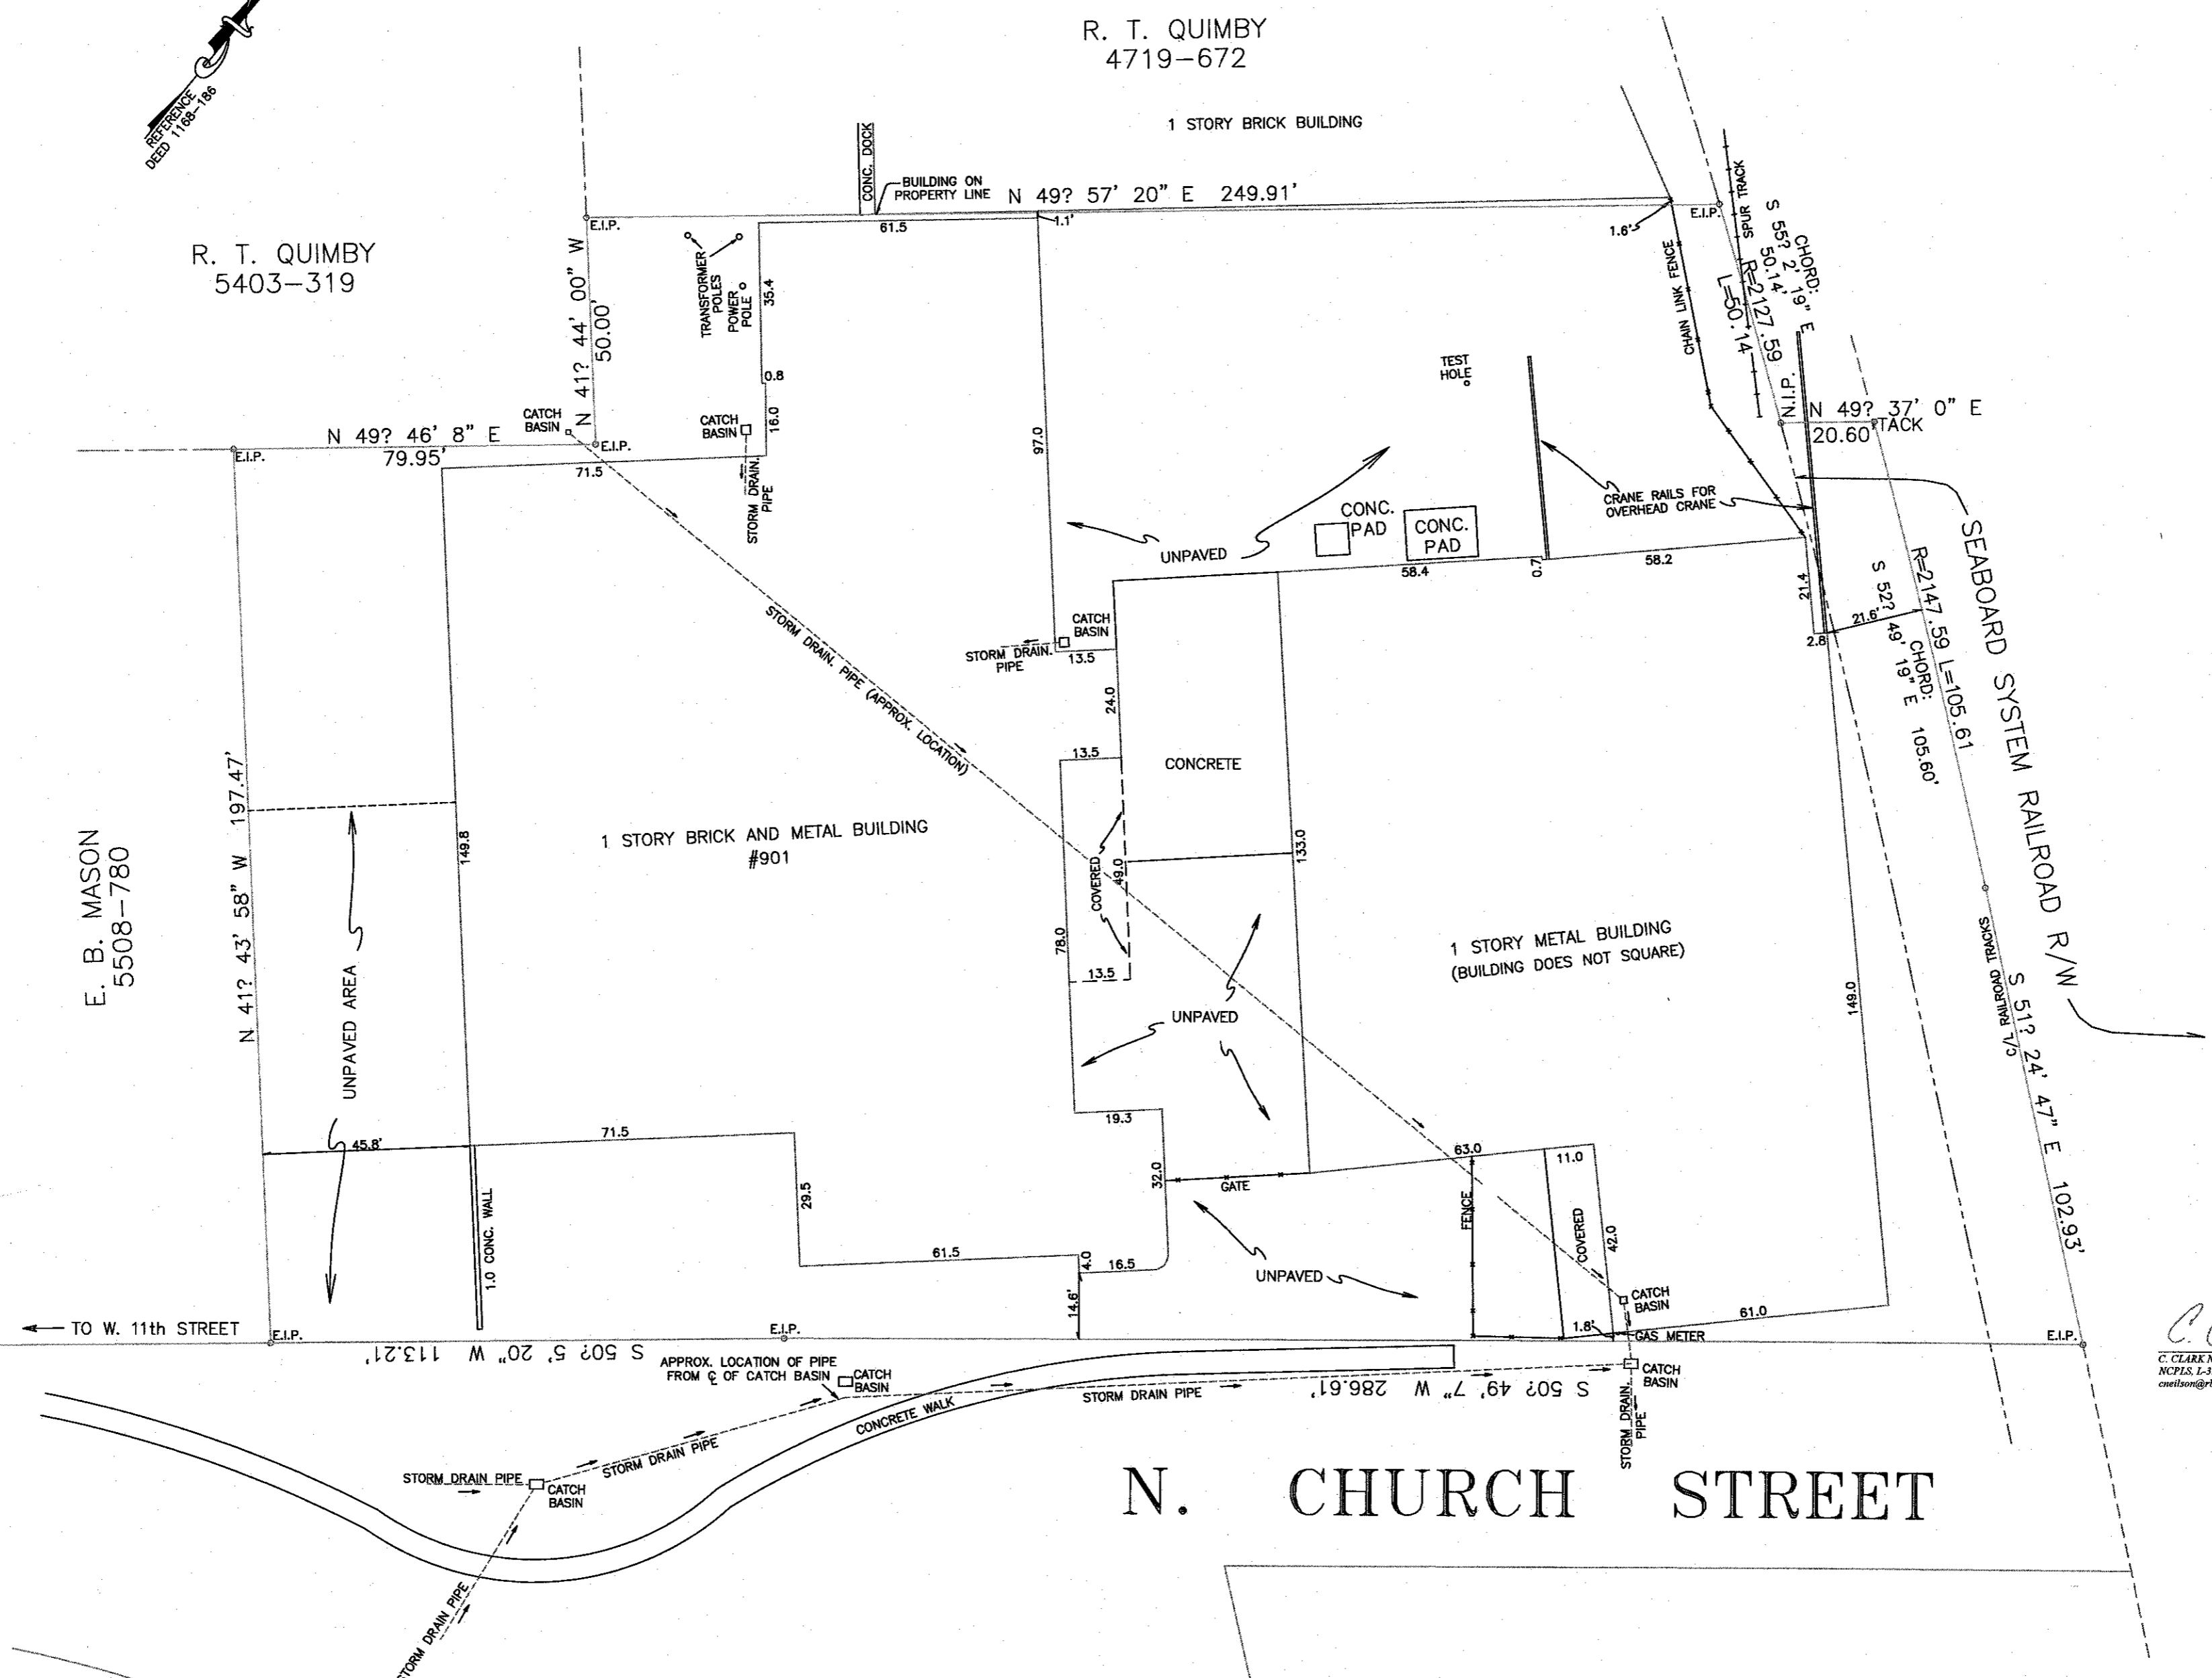 R. T. QUIMBY
4719-672
REFERENCE
DEED 1168-186
1 STORY BRICK BUILDING
CONC. DOCK
BUILDING ON
PROPERTY LINE
N 49? 57' 20" E 249.91'
E.I.P.
61.5
1.1'
1.6'
E.I.P.
SPUR TRACK
CHORD:
S 55? 2' 19" E
50.14'
R=2127.59
L=50.14
R. T. QUIMBY
5403-319
N 41? 44' 00" W
50.00'
TRANSFORMER
POLES
POWER
POLE
35.4
0.8
16.0
CHAIN LINK FENCE
TEST
HOLE
N.I.P.
N 49? 37' 0" E
20.60'
TACK
CATCH
BASIN
CATCH
BASIN
N 49? 46' 8" E
79.95'
E.I.P.
E.I.P.
71.5
STORM DRAIN.
PIPE
97.0
CRANE RAILS FOR
OVERHEAD CRANE
CONC.
PAD
CONC.
PAD
UNPAVED
58.4
0.7
58.2
21.4
2.8
21.6'
SEABOARD SYSTEM RAILROAD R/W
R=2147.59 L=105.61
CHORD:
S 52? 49' 19" E 105.60'
CATCH
BASIN
STORM DRAIN.
PIPE
13.5
24.0
STORM DRAIN. PIPE (APPROX. LOCATION)
13.5
CONCRETE
E. B. MASON
5508-780
N 41? 43' 58" W 197.47'
149.8
1 STORY BRICK AND METAL BUILDING
#901
COVERED
49.0
133.0
78.0
13.5
1 STORY METAL BUILDING
(BUILDING DOES NOT SQUARE)
149.0
RAILROAD TRACKS
S 51? 24' 47" E 102.93'
UNPAVED AREA
UNPAVED
19.3
45.8'
71.5
1.0 CONC. WALL
29.5
32.0
GATE
63.0
11.0
FENCE
COVERED
42.0
61.5
4.0
16.5
14.6'
UNPAVED
CATCH
BASIN
61.0
1.8'
GAS METER
TO W. 11th STREET
E.I.P.
E.I.P.
E.I.P.
S 50? 5' 20" W 113.21'
APPROX. LOCATION OF PIPE
FROM ℄ OF CATCH BASIN
CATCH
BASIN
STORM DRAIN PIPE
S 50? 49' 7" W 286.61'
CATCH
BASIN
STORM DRAIN.
PIPE
CONCRETE WALK
STORM DRAIN PIPE
STORM DRAIN PIPE
CATCH
BASIN
STORM DRAIN PIPE
N. CHURCH STREET
C. CLARK
NCPLS, L-3